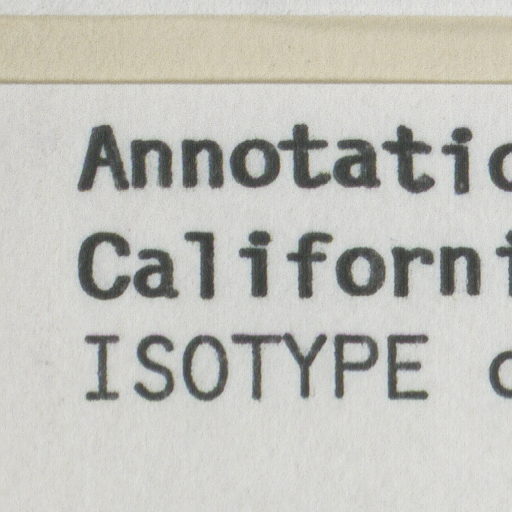 Annotatio
Californi
ISOTYPE o